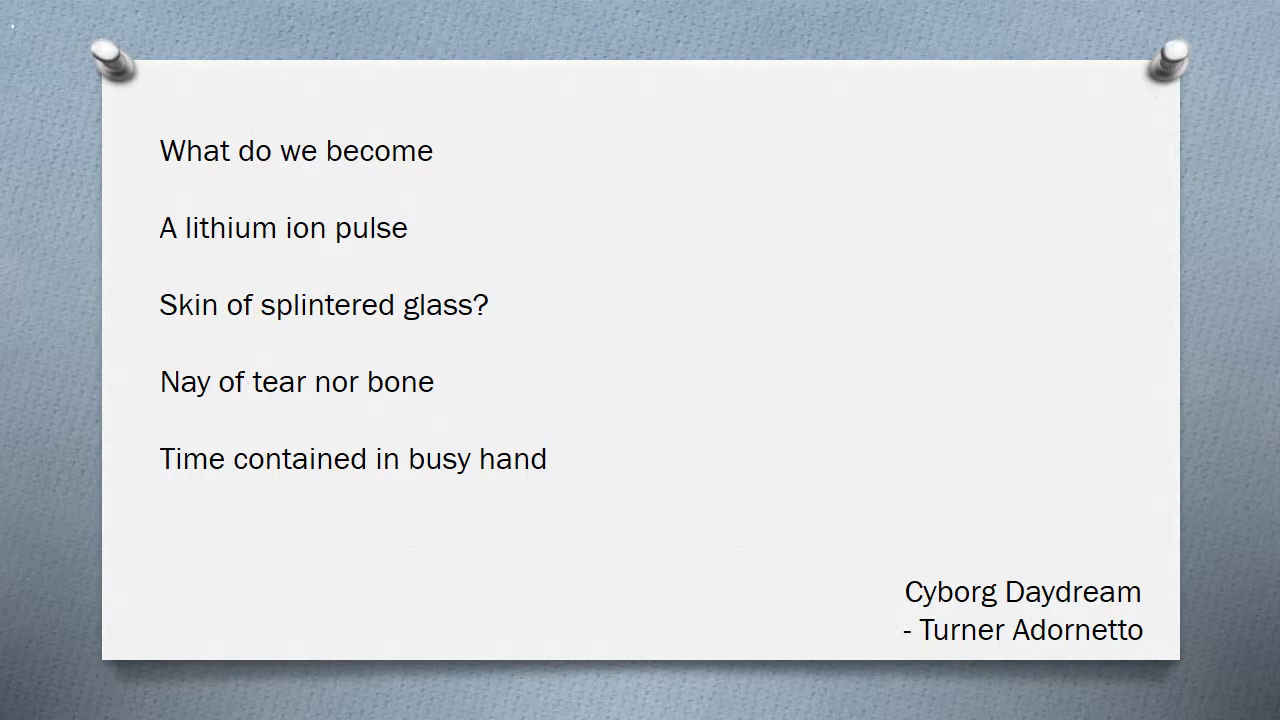 What do we become
A lithium ion pulse
Skin of splintered glass?
Nay of tear nor bone
Time contained in busy hand
Cyborg Daydream
- Turner Adornetto